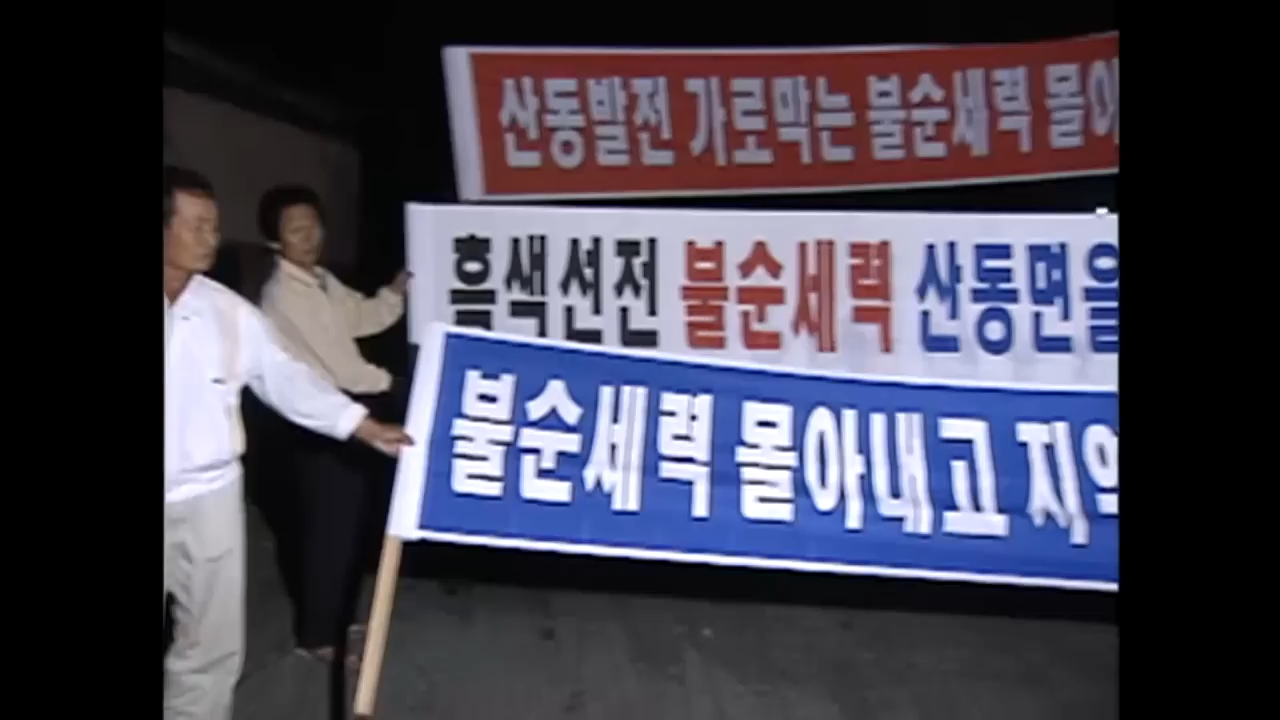 산동발전 가로막는 불순세력 몰아
흑색선전 불순세력 산동면을
불순세력 몰아내고 지역